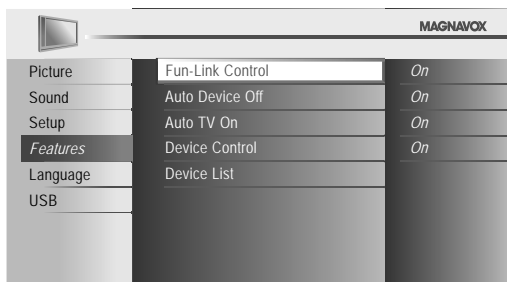 MAGNAVOX
Picture Fun-Link Control On
Sound Auto Device Off On
Setup Auto TV On On
Features Device Control On
Language Device List
USB